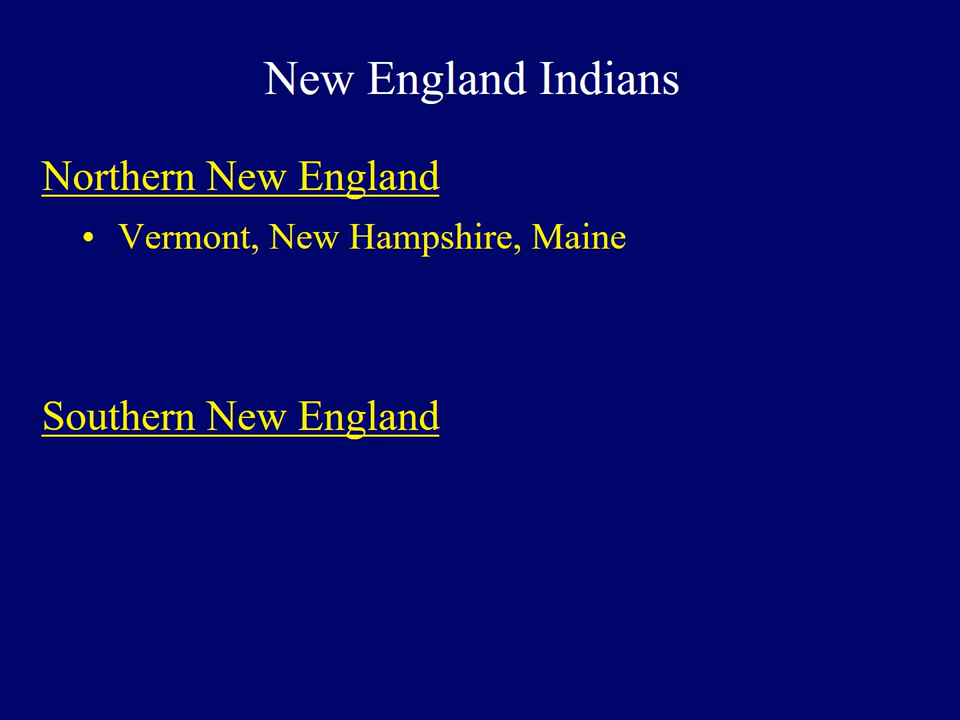 New England Indians
Northern New England
• Vermont, New Hampshire, Maine
Southern New England